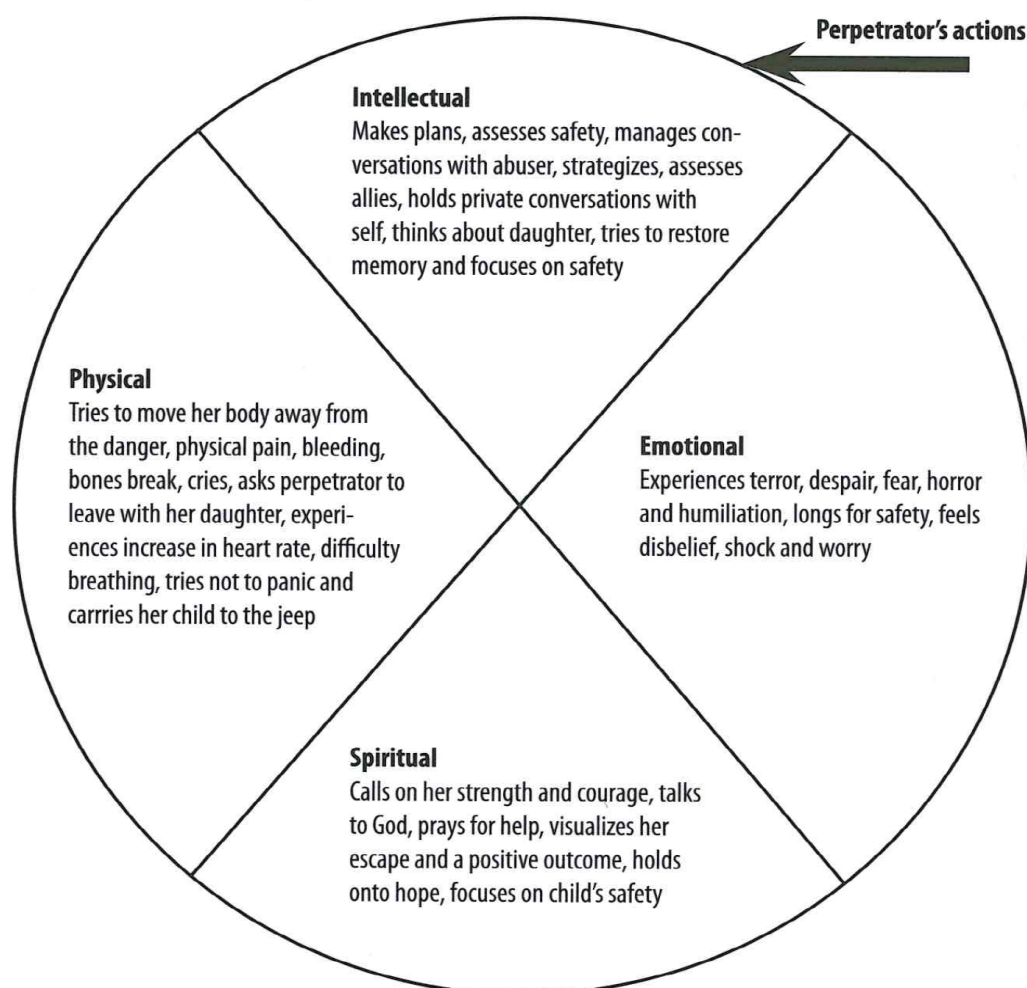 Perpetrator's actions
Intellectual
Makes plans, assesses safety, manages con-
versations with abuser, strategizes, assesses
allies, holds private conversations with
self, thinks about daughter, tries to restore
memory and focuses on safety
Physical
Tries to move her body away from
the danger, physical pain, bleeding,
bones break, cries, asks perpetrator to
leave with her daughter, experi-
ences increase in heart rate, difficulty
breathing, tries not to panic and
carrries her child to the jeep
Emotional
Experiences terror, despair, fear, horror
and humiliation, longs for safety, feels
disbelief, shock and worry
Spiritual
Calls on her strength and courage, talks
to God, prays for help, visualizes her
escape and a positive outcome, holds
onto hope, focuses on child's safety